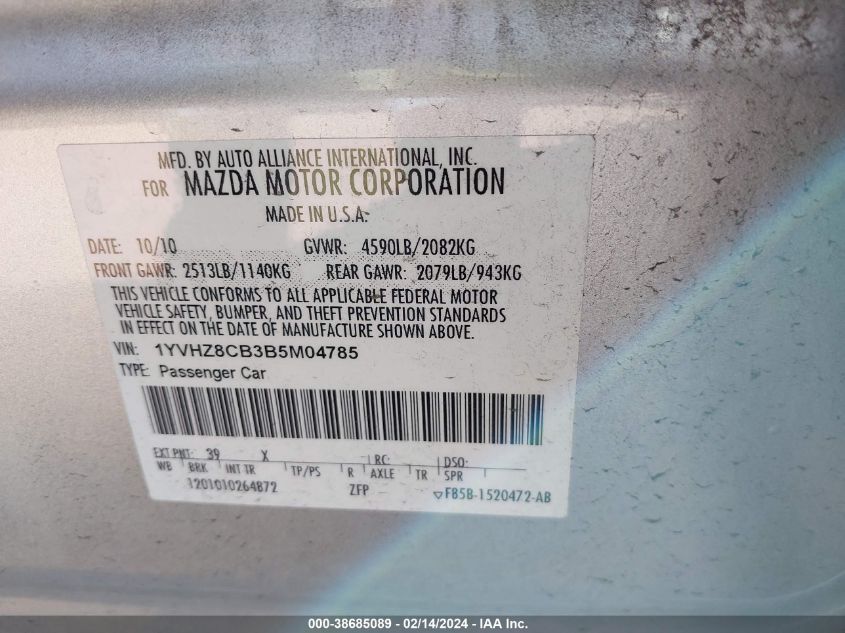 MFD. BY AUTO ALLIANCE INTERNATIONAL, INC.
FOR MAZDA MOTOR CORPORATION
MADE IN U.S.A.
DATE: 10/10 GVWR: 4590LB/2082KG
FRONT GAWR: 2513LB/1140KG REAR GAWR: 2079LB/943KG
THIS VEHICLE CONFORMS TO ALL APPLICABLE FEDERAL MOTOR
VEHICLE SAFETY, BUMPER, AND THEFT PREVENTION STANDARDS
IN EFFECT ON THE DATE OF MANUFACTURE SHOWN ABOVE.
VIN: 1YVHZ8CB3B5M04785
TYPE: Passenger Car
EXT PNT: 39 X RC: DSO:
WB BRK INT TR TP/PS R AXLE TR SPR
1201010264872 ZFP F85B-1520472-AB
000-38685089 - 02/14/2024 - IAA Inc.